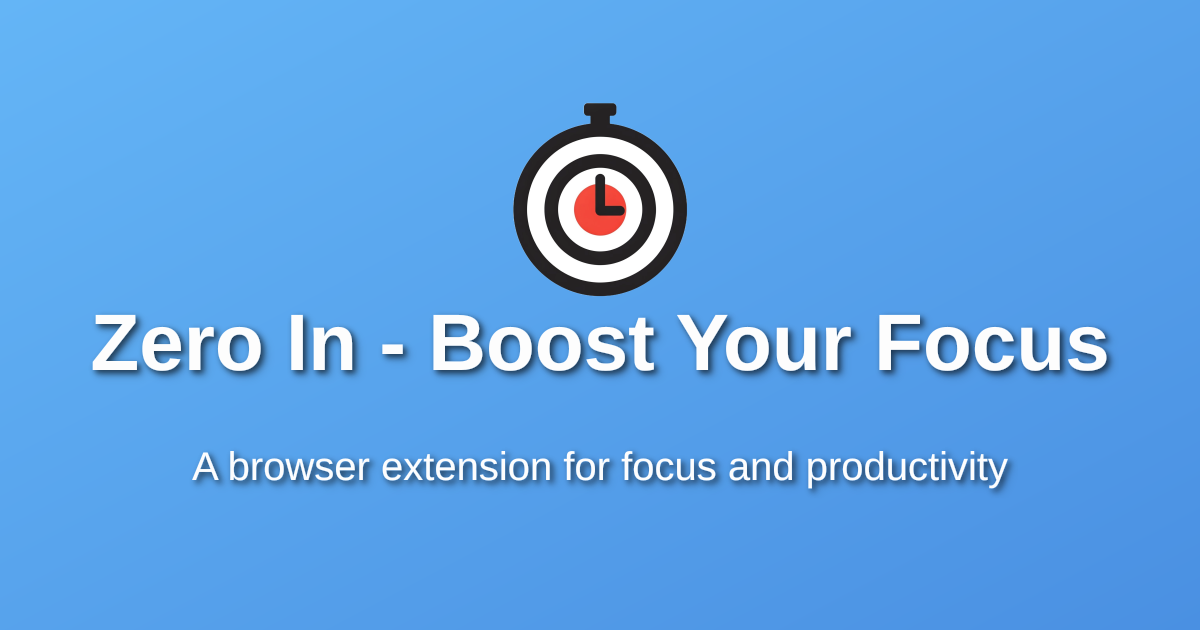 Zero In - Boost Your Focus
A browser extension for focus and productivity